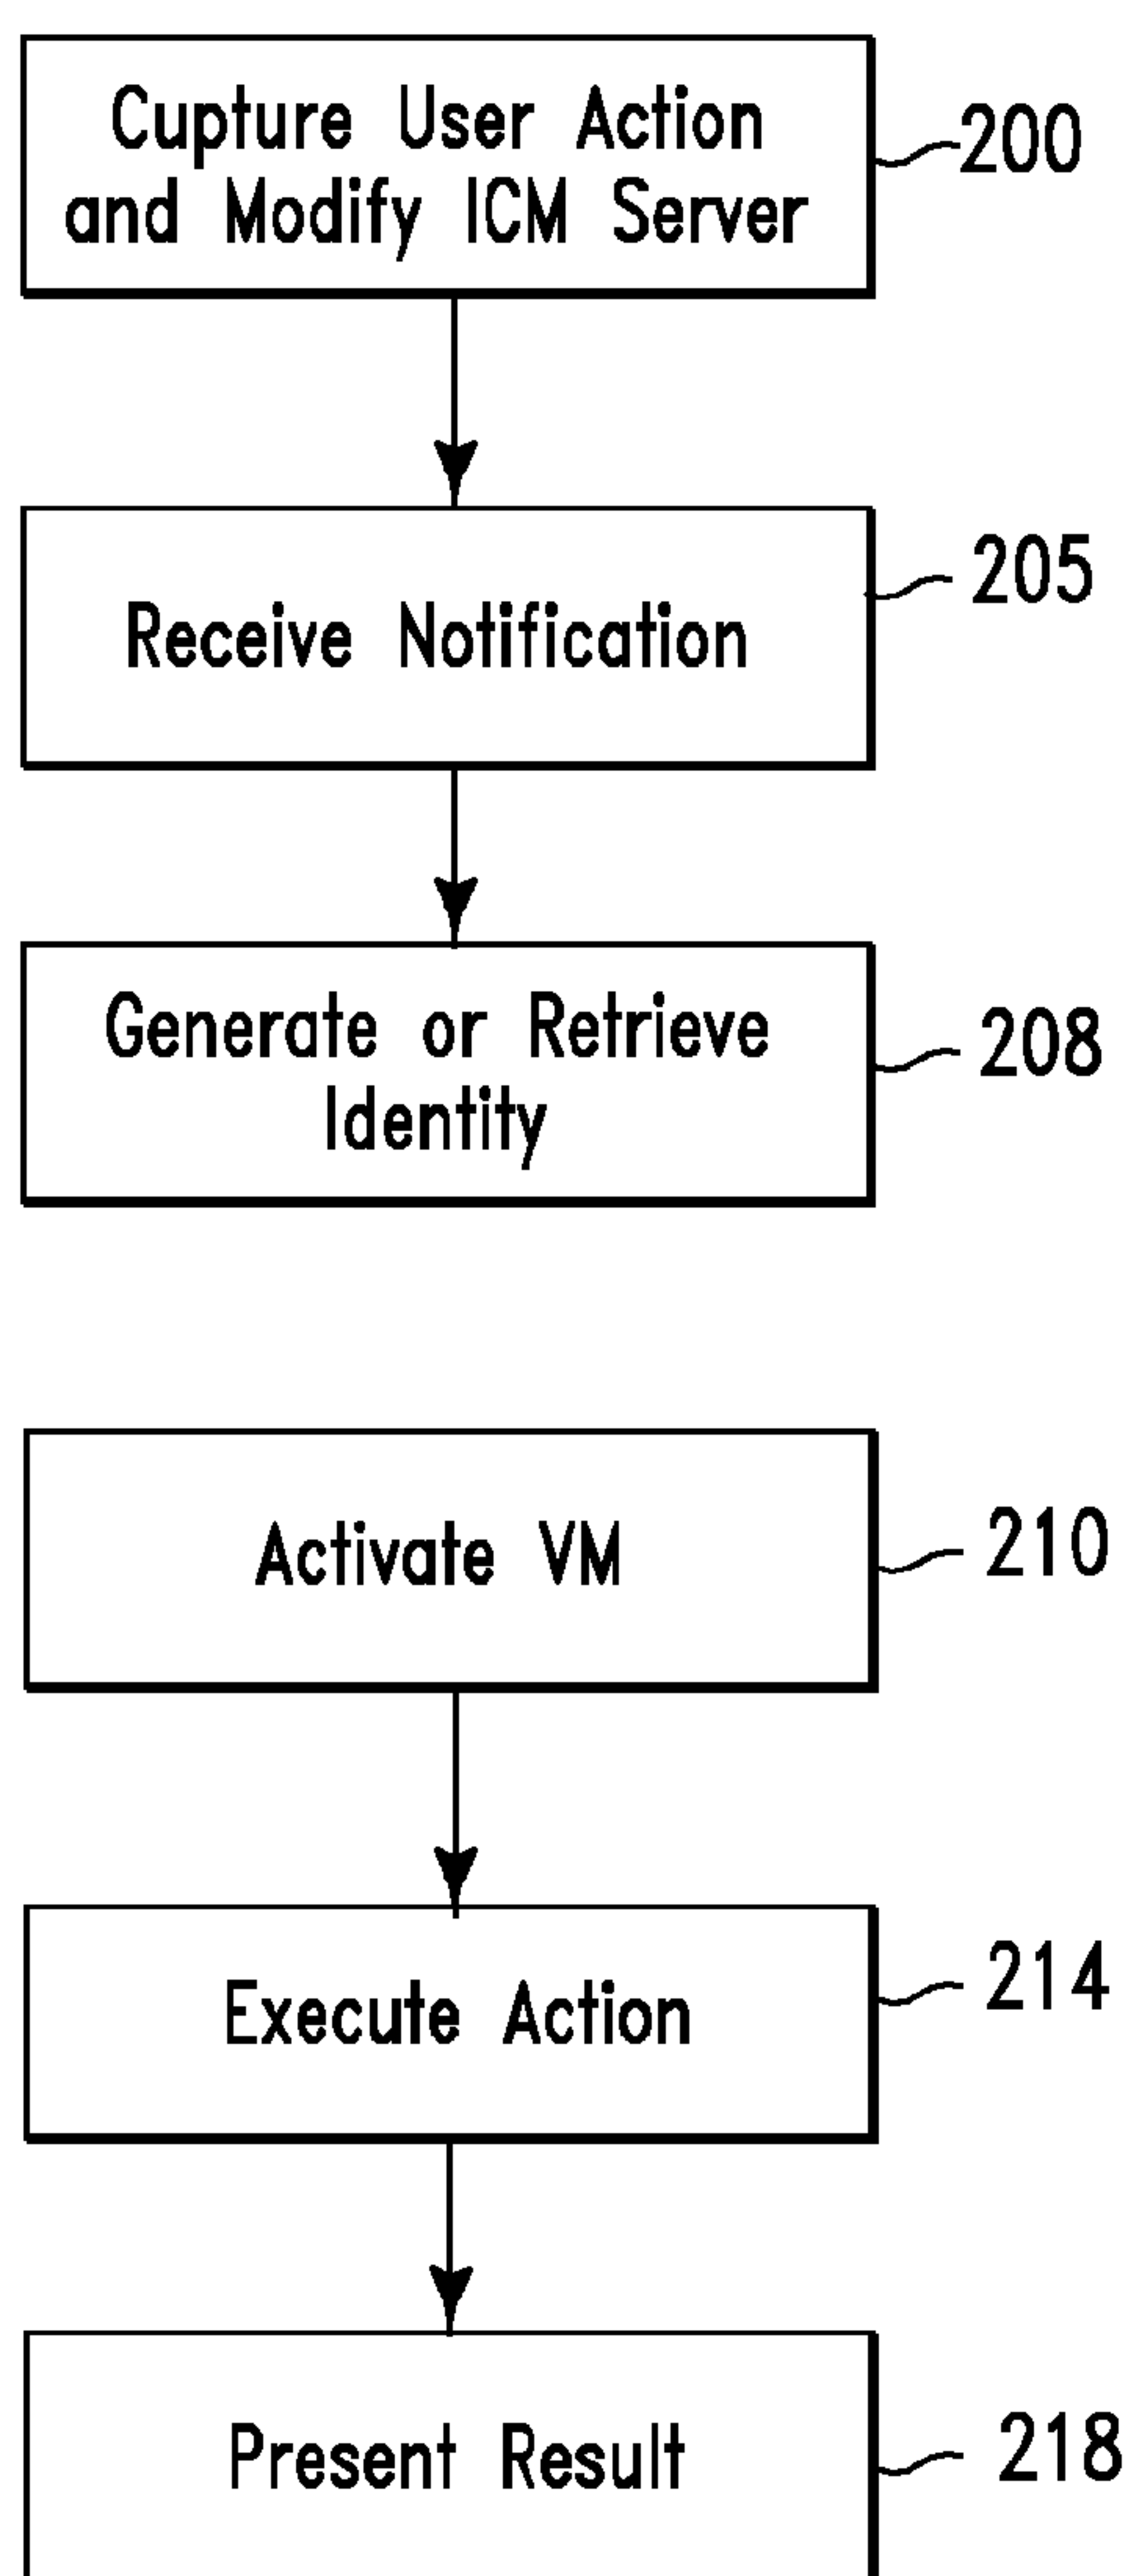 Cupture User Action
and Modify ICM Server
200
Receive Notification
205
Generate or Retrieve
Identity
208
Activate VM
210
Execute Action
214
Present Result
218